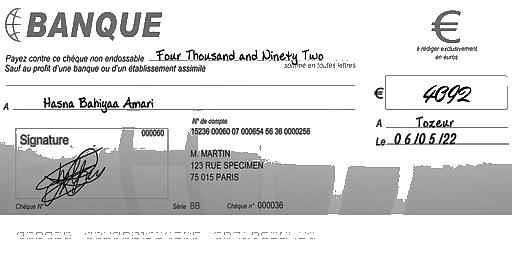 BANQUE
€
à rédiger exclusivement
en euros
Payez contre ce chèque non endossable Four Thousand and Ninety Two
somme en toutes lettres
Sauf au profit d'une banque ou d'un établissement assimilé
€ 4092
A Hasna Bahiyaa Amari
A Tozeur
Le 06/05/22
Signature
000060
N° de compte
15236 00060 07 000654 56 36 0000256
M. MARTIN
123 RUE SPECIMEN
75 015 PARIS
Chèque N°
Série BB
Chèque n° 000036